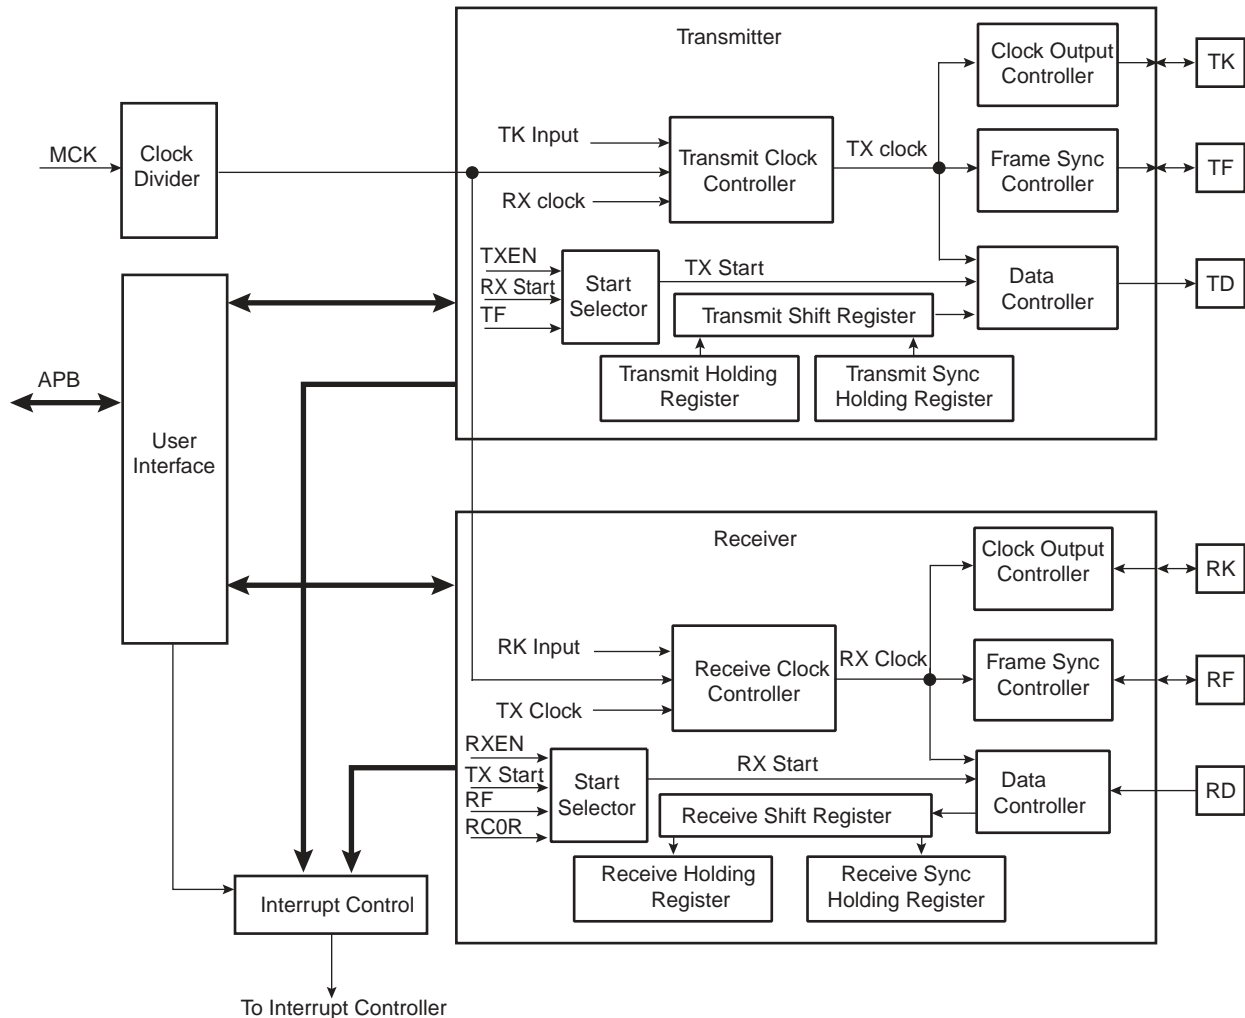 Transmitter
Clock Output
Controller
TK
MCK
Clock
Divider
TK Input
Transmit Clock
Controller
RX clock
TX clock
Frame Sync
Controller
TF
TXEN
RX Start
TF
Start
Selector
TX Start
Data
Controller
TD
Transmit Shift Register
Transmit Holding
Register
Transmit Sync
Holding Register
APB
User
Interface
Receiver
Clock Output
Controller
RK
RK Input
Receive Clock
Controller
TX Clock
RX Clock
Frame Sync
Controller
RF
RXEN
TX Start
RF
RC0R
Start
Selector
RX Start
Data
Controller
RD
Receive Shift Register
Receive Holding
Register
Receive Sync
Holding Register
Interrupt Control
To Interrupt Controller